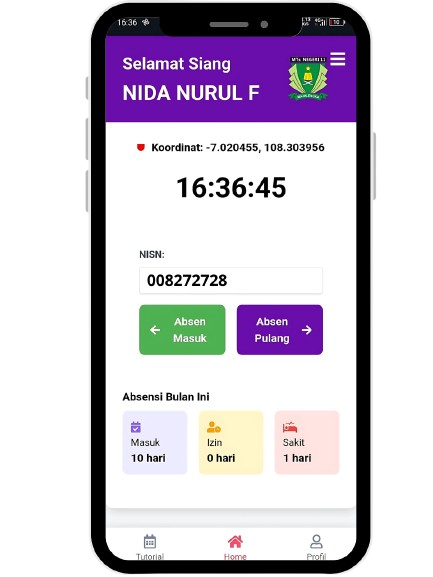 16:36
Selamat Siang
NIDA NURUL F
MTs NEGERI 11
Koordinat: -7.020455, 108.303956
16:36:45
NISN:
008272728
Absen Masuk
Absen Pulang
Absensi Bulan Ini
Masuk
10 hari
Izin
0 hari
Sakit
1 hari
Tutorial
Home
Profil